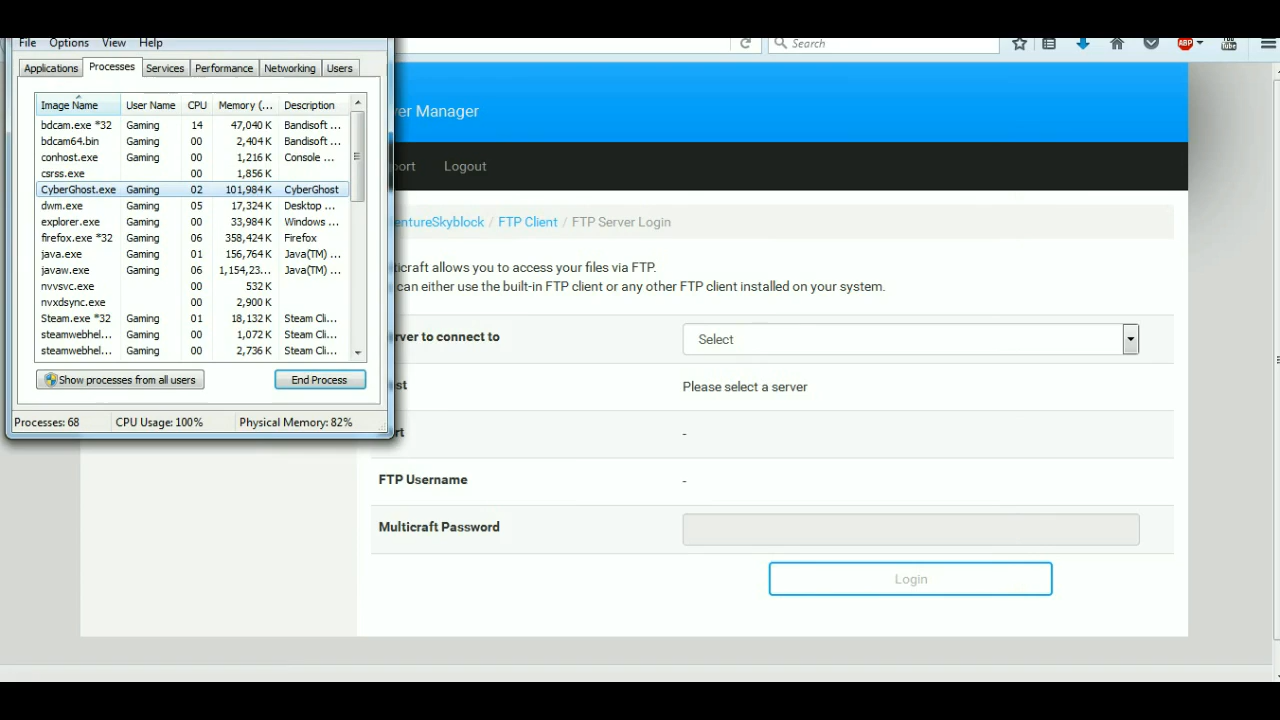 File Options View Help
Search
ABP
You Tube
Applications Processes Services Performance Networking Users
Image Name User Name CPU Memory (... Description
bdcam.exe *32 Gaming 14 47,040 K Bandisoft ...
bdcam64.bin Gaming 00 2,404 K Bandisoft ...
conhost.exe Gaming 00 1,216 K Console ...
csrss.exe 00 1,856 K
CyberGhost.exe Gaming 02 101,984 K CyberGhost
dwm.exe Gaming 05 17,324 K Desktop ...
explorer.exe Gaming 00 33,984 K Windows ...
firefox.exe *32 Gaming 06 358,424 K Firefox
java.exe Gaming 01 156,764 K Java(TM) ...
javaw.exe Gaming 06 1,154,23... Java(TM) ...
nvvsvc.exe 00 532 K
nvxdsync.exe 00 2,900 K
Steam.exe *32 Gaming 01 18,132 K Steam Cli...
steamwebhel... Gaming 00 1,072 K Steam Cli...
steamwebhel... Gaming 00 2,736 K Steam Cli...
Show processes from all users End Process
Processes: 68 CPU Usage: 100% Physical Memory: 82%
er Manager
ort Logout
entureSkyblock / FTP Client / FTP Server Login
ticraft allows you to access your files via FTP.
can either use the built-in FTP client or any other FTP client installed on your system.
rver to connect to Select
st Please select a server
rt -
FTP Username -
Multicraft Password
Login